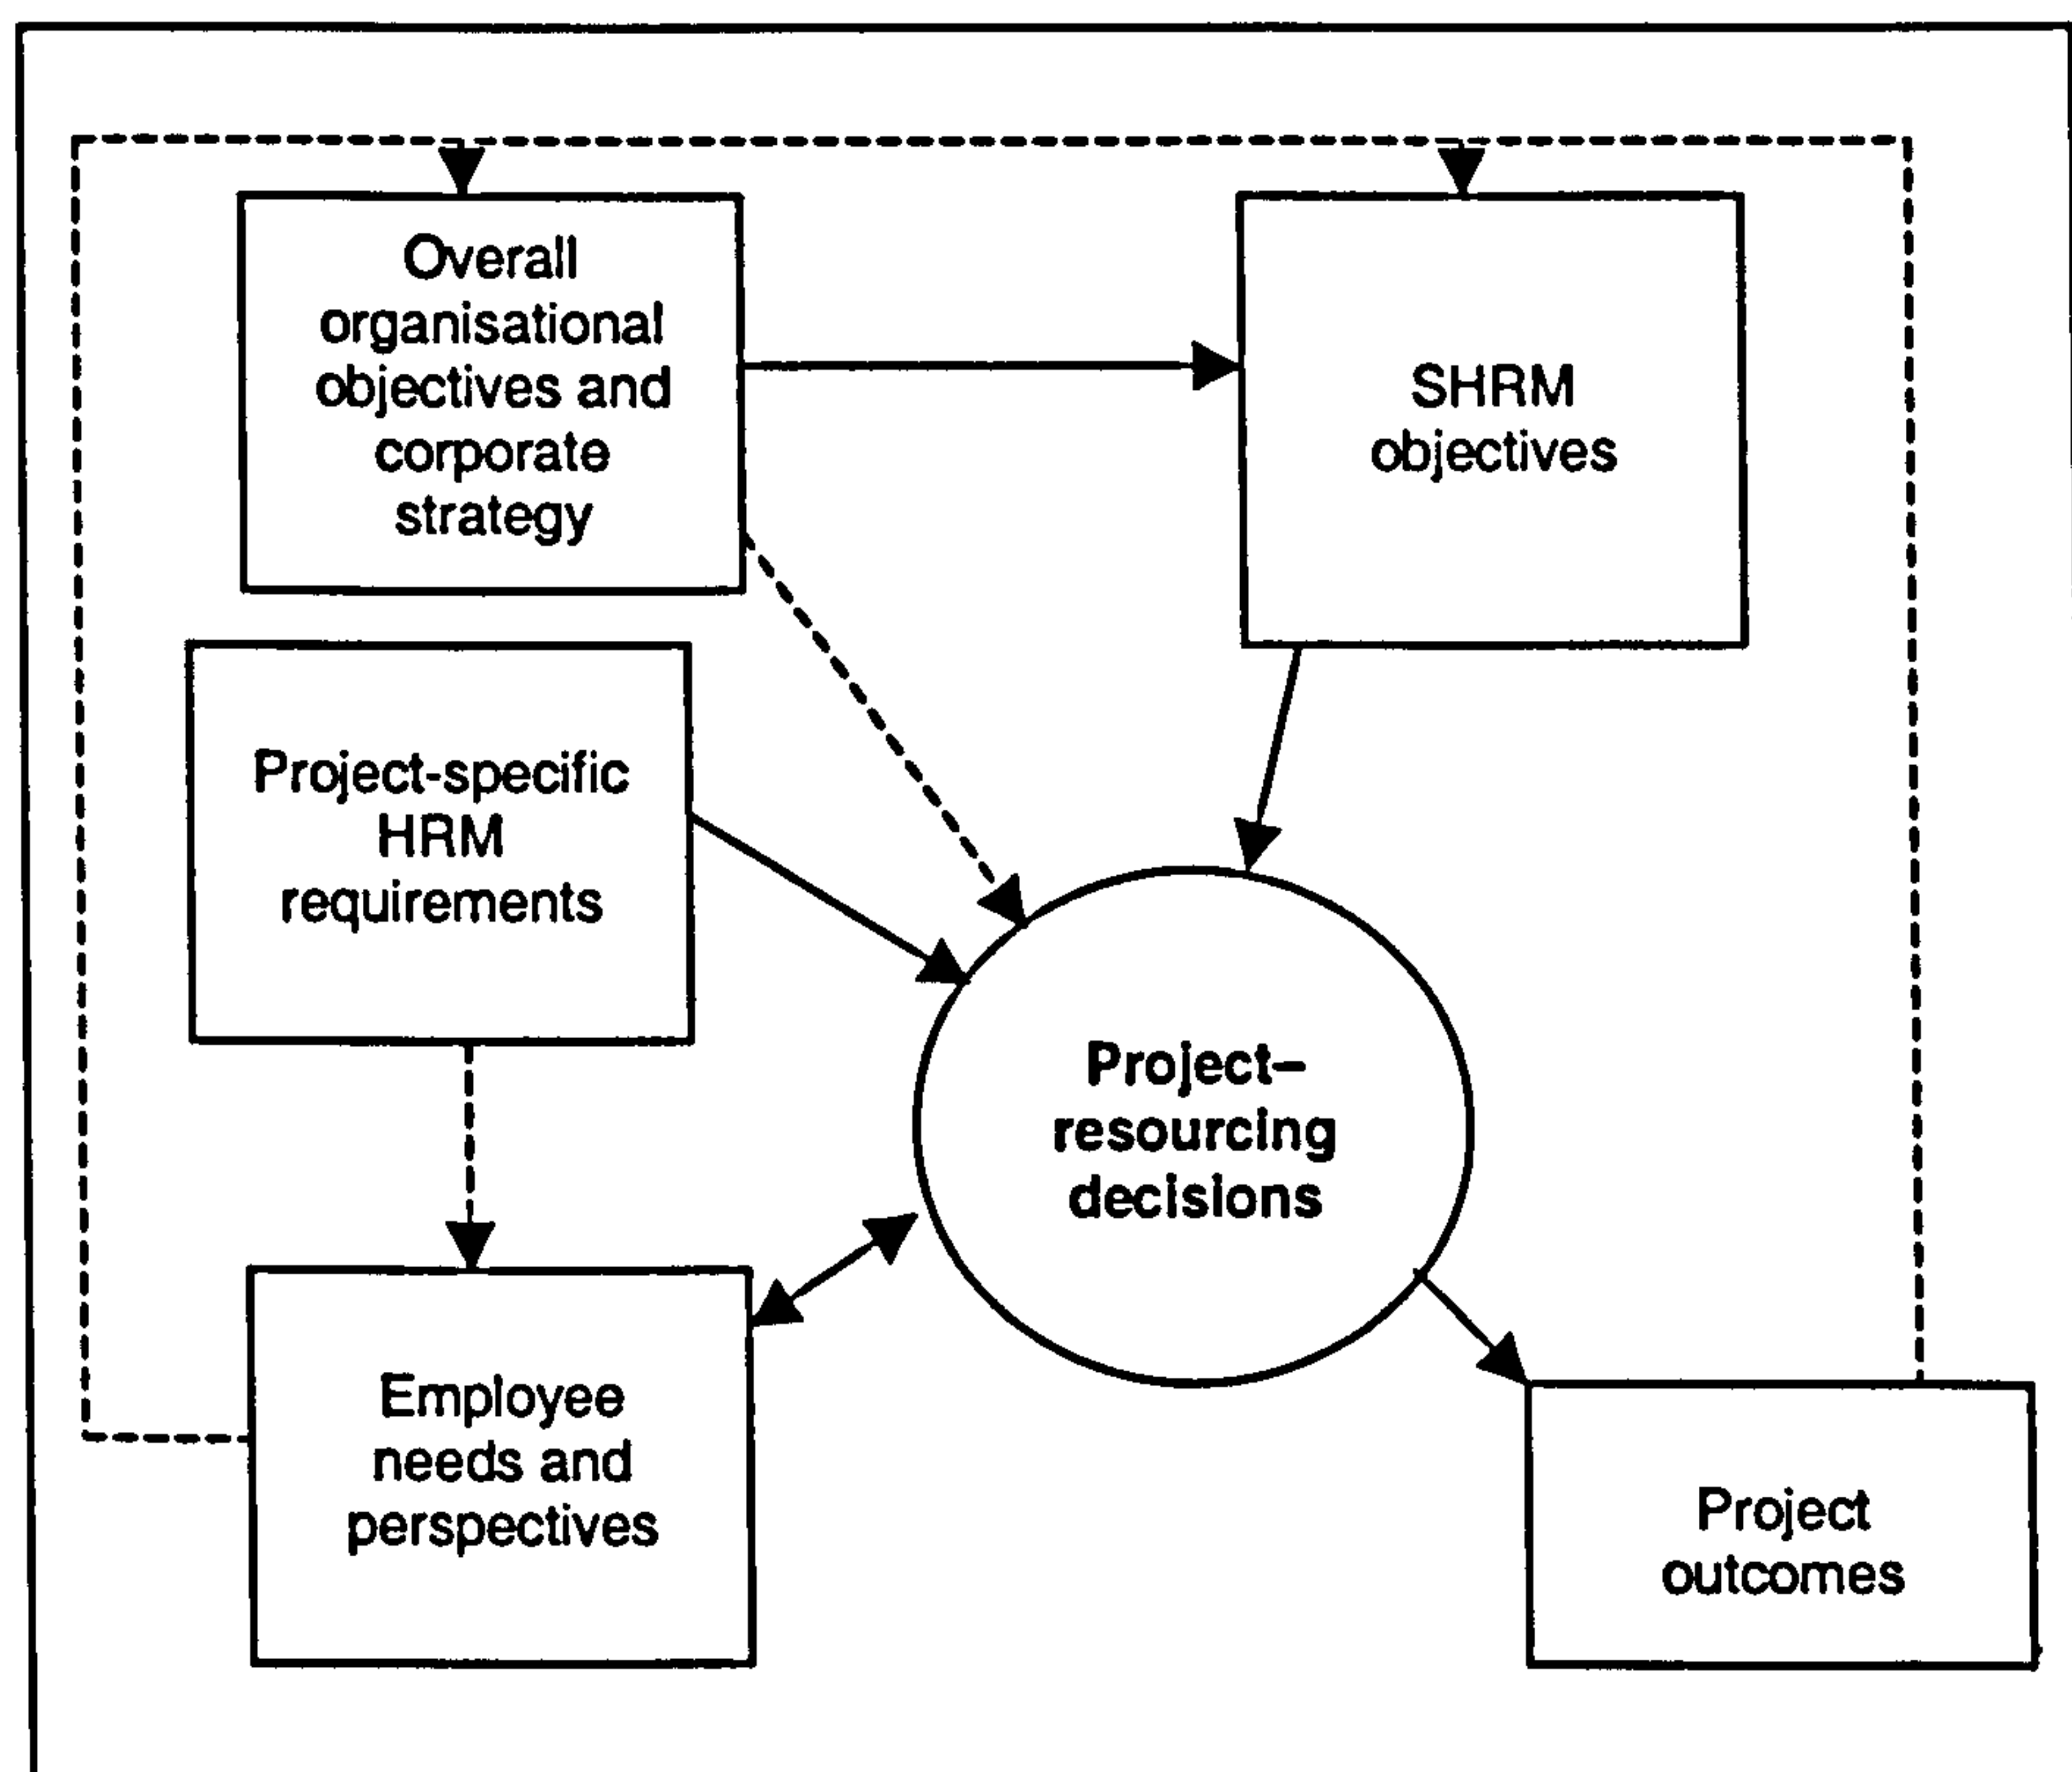 Overall
organisational
objectives and
corporate
strategy
SHRM
objectives
Project-specific
HRM
requirements
Project–
resourcing
decisions
Employee
needs and
perspectives
Project
outcomes